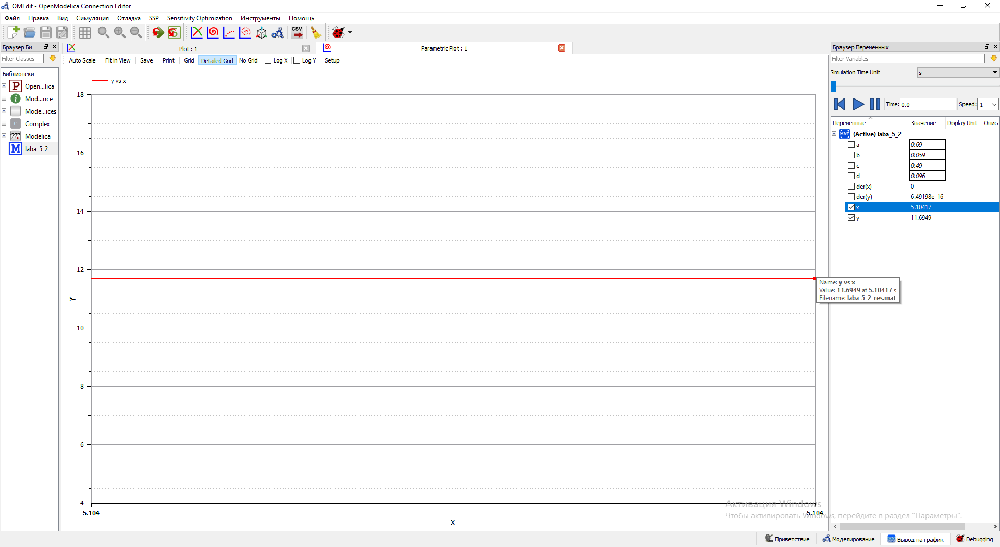 OMEdit - OpenModelica Connection Editor
Файл Правка Вид Симуляция Отладка SSP Sensitivity Optimization Инструменты Помощь
CSV
Браузер Би...
Filter Classes
Библиотеки
P Open...lica
i Mod...nce
Mode...ices
C Complex
Modelica
M laba_5_2
Plot : 1
Parametric Plot : 1
Auto Scale Fit in View Save Print Grid Detailed Grid No Grid Log X Log Y Setup
y vs x
18
16
14
12
10
8
6
4
y
5.104 5.104
x
Name: y vs x
Value: 11.6949 at 5.10417 s
Filename: laba_5_2_res.mat
Браузер Переменных
Filter Variables
Simulation Time Unit s
Time: 0.0 Speed: 1
Переменные Значение Display UnitОписа
MAT (Active) laba_5_2
a 0.69
b 0.059
c 0.49
d 0.096
der(x) 0
der(y) 6.49198e-16
x 5.10417
y 11.6949
Активация Windows
Чтобы активировать Windows, перейдите в раздел "Параметры".
Приветствие Моделирование Вывод на график Debugging